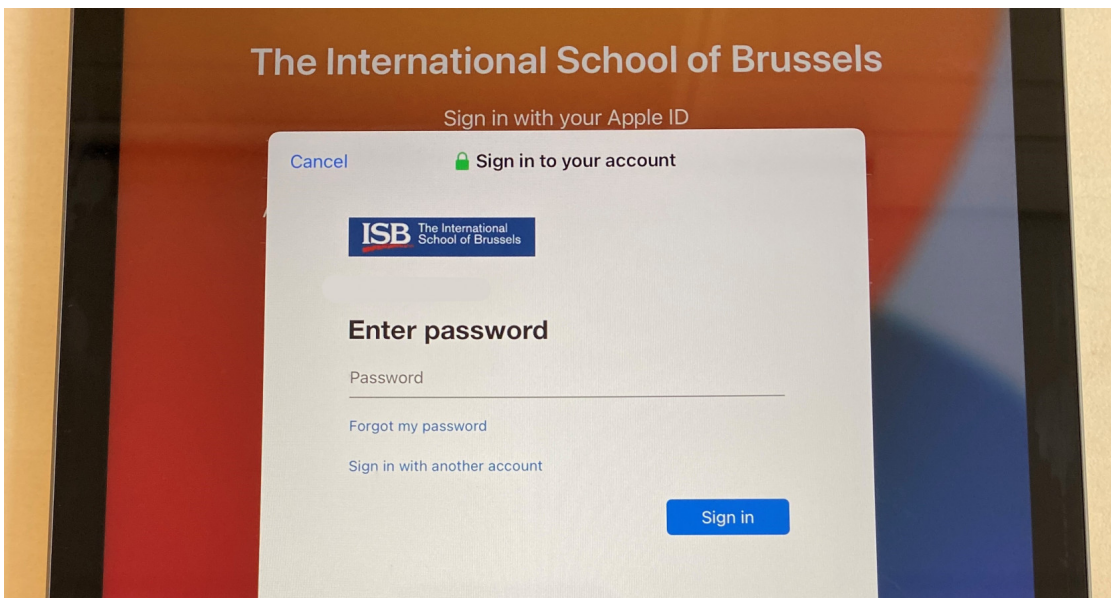 The International School of Brussels
Sign in with your Apple ID
Cancel
Sign in to your account
ISB The International
School of Brussels
Enter password
Password
Forgot my password
Sign in with another account
Sign in